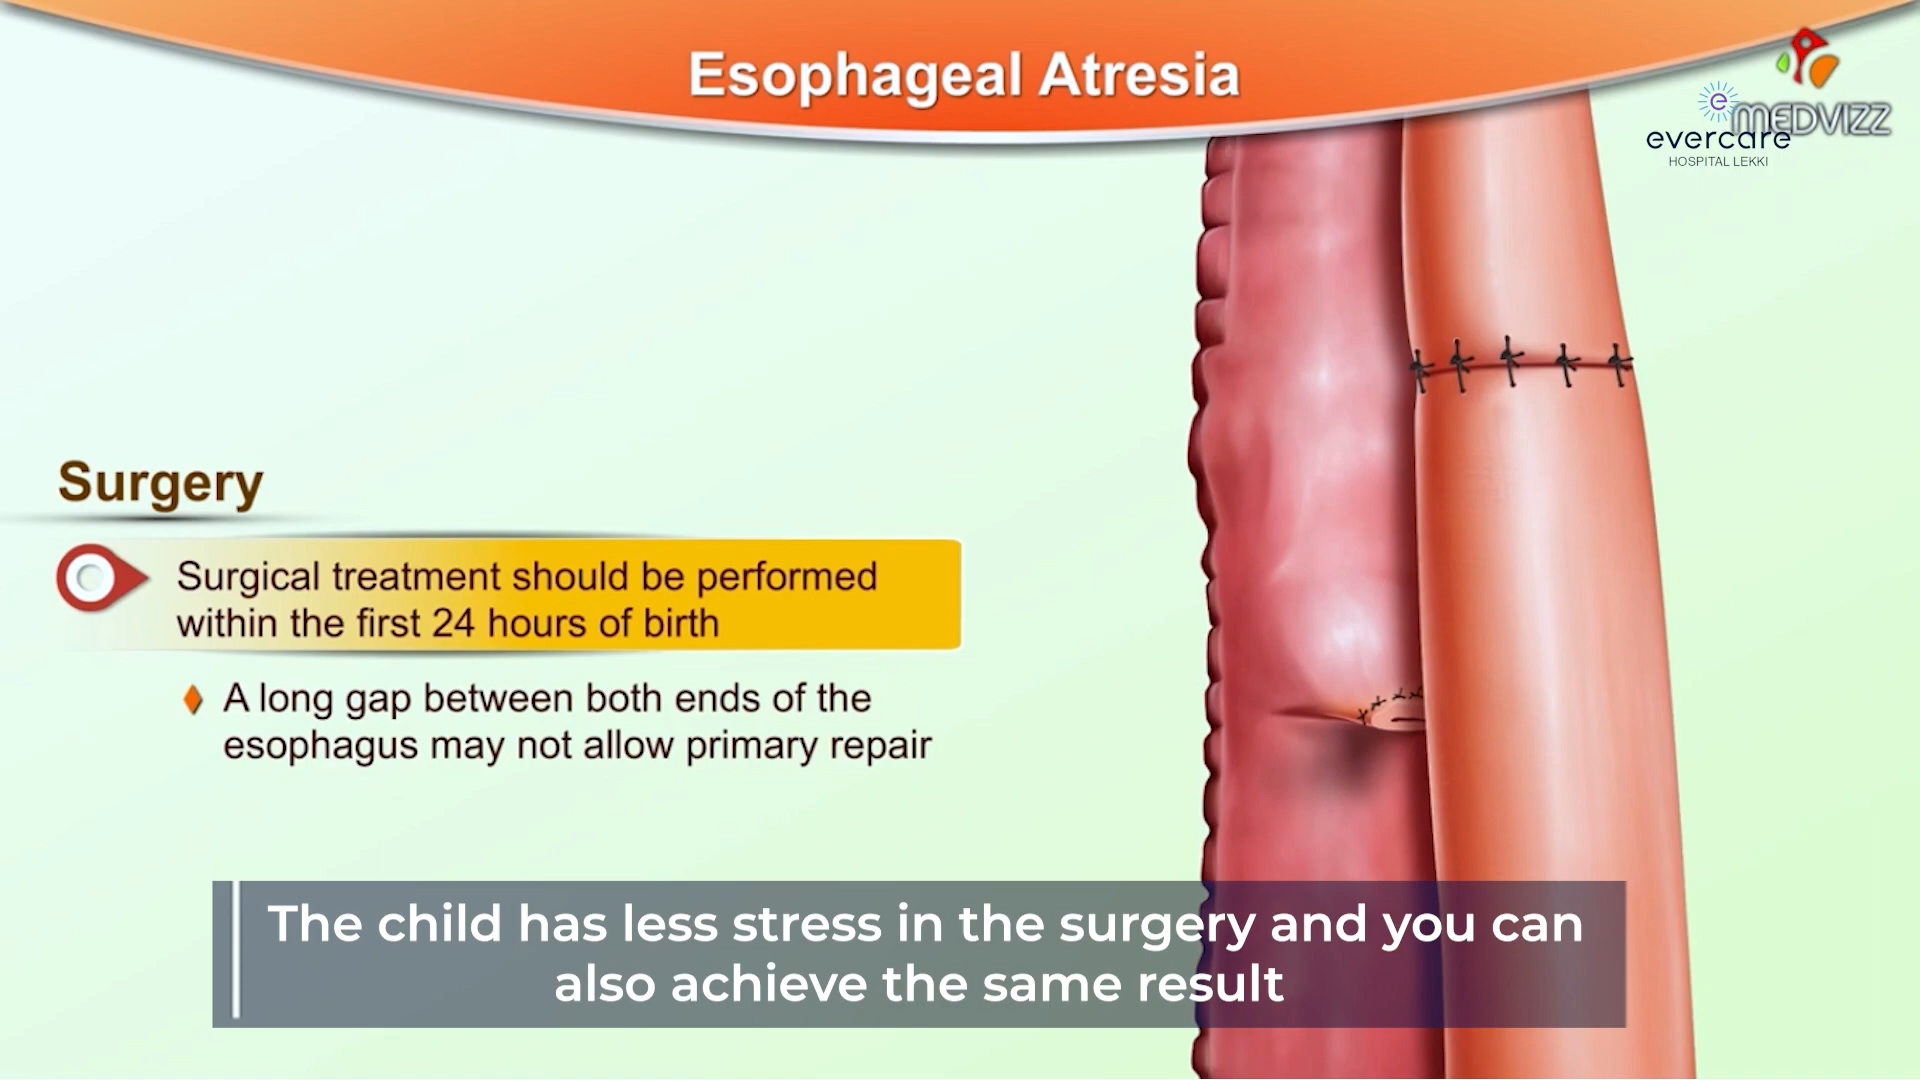 Esophageal Atresia
MEDVIZZ
e
evercare
HOSPITAL LEKKI
Surgery
Surgical treatment should be performed
within the first 24 hours of birth
A long gap between both ends of the
esophagus may not allow primary repair
The child has less stress in the surgery and you can
also achieve the same result